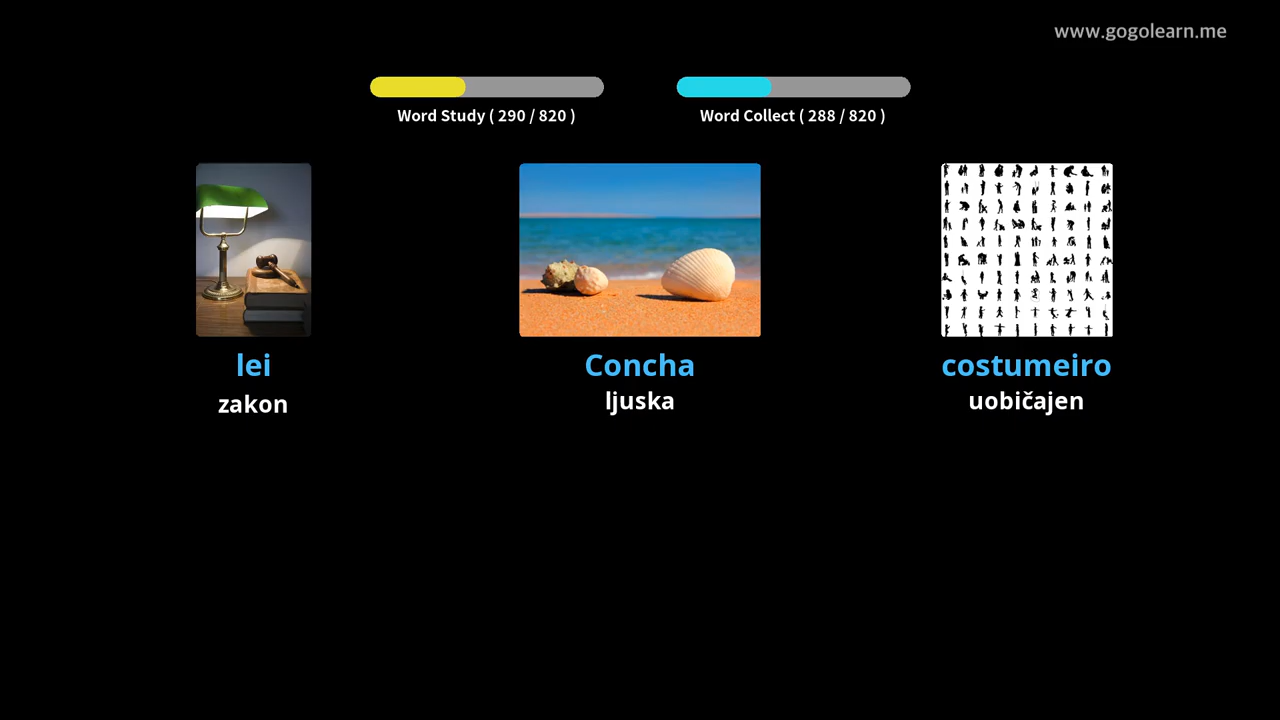 www.gogolearn.me
Word Study ( 290 / 820 )
Word Collect ( 288 / 820 )
lei
zakon
Concha
ljuska
costumeiro
uobičajen